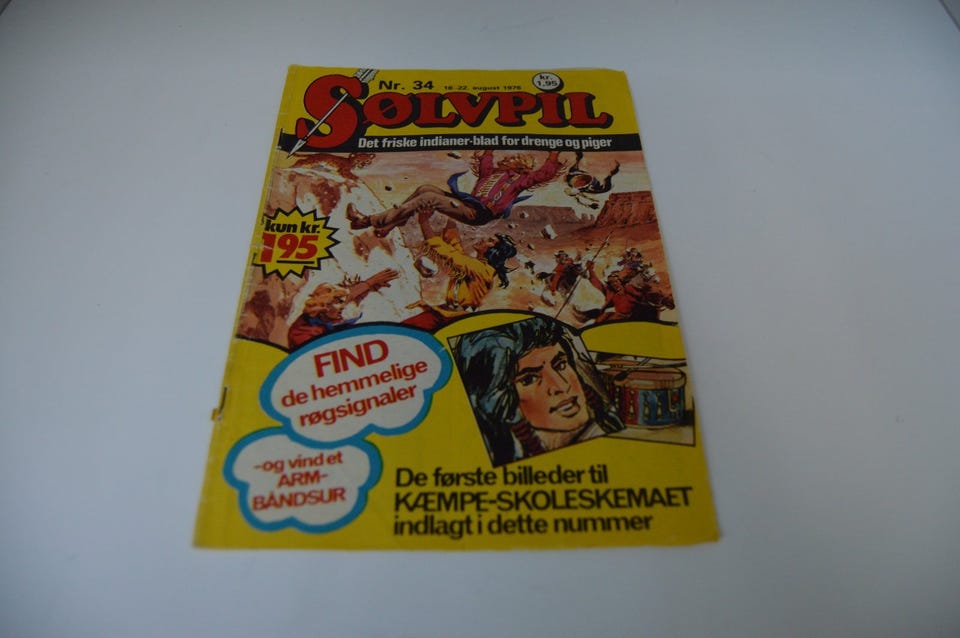 Nr. 34 16-22. august 1976
kr. 1,95
SØLVPIL
Det friske indianer-blad for drenge og piger
kun kr.
1.95
FIND
de hemmelige
røgsignaler
-og vind et
ARM-
BÅNDSUR
De første billeder til
KÆMPE-SKOLESKEMAET
indlagt i dette nummer